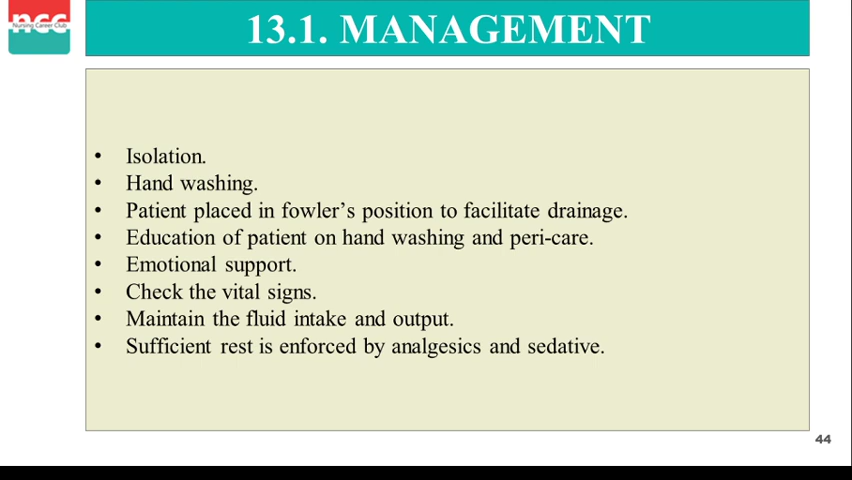 ncc
Nursing Career Club
13.1. MANAGEMENT
• Isolation.
• Hand washing.
• Patient placed in fowler’s position to facilitate drainage.
• Education of patient on hand washing and peri-care.
• Emotional support.
• Check the vital signs.
• Maintain the fluid intake and output.
• Sufficient rest is enforced by analgesics and sedative.
44